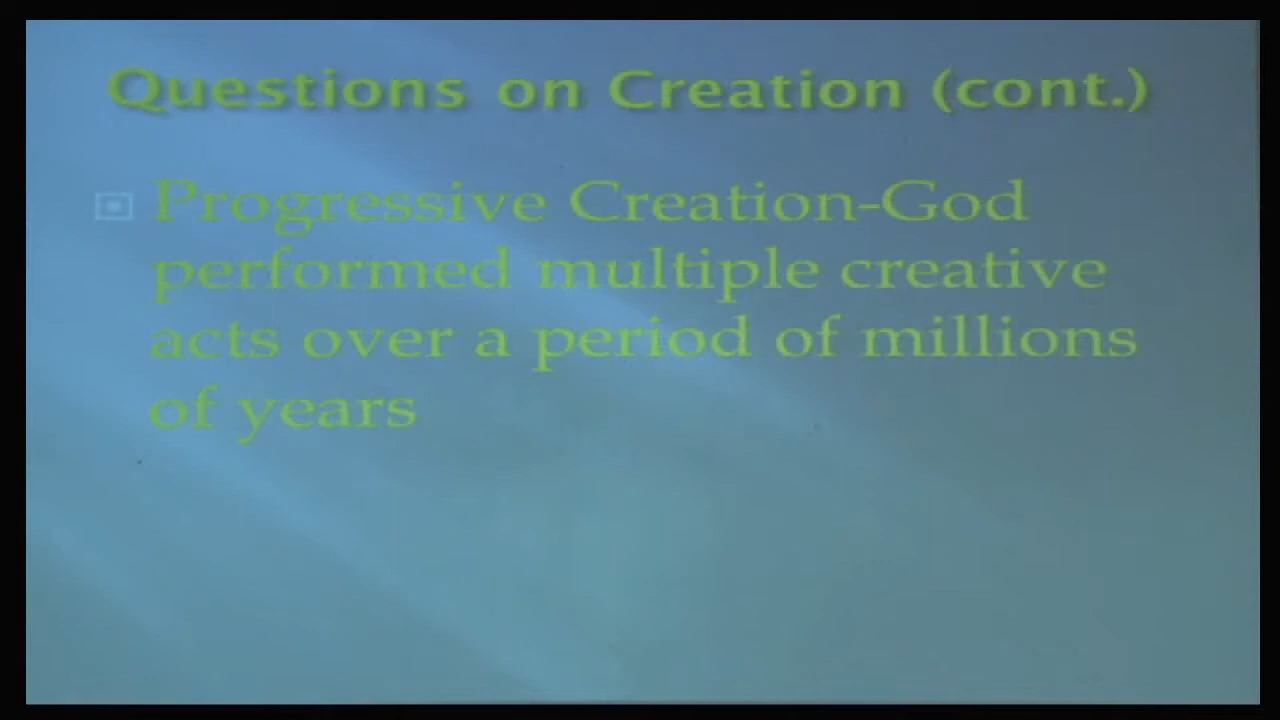 Questions on Creation (cont.)
Progressive Creation-God
performed multiple creative
acts over a period of millions
of years